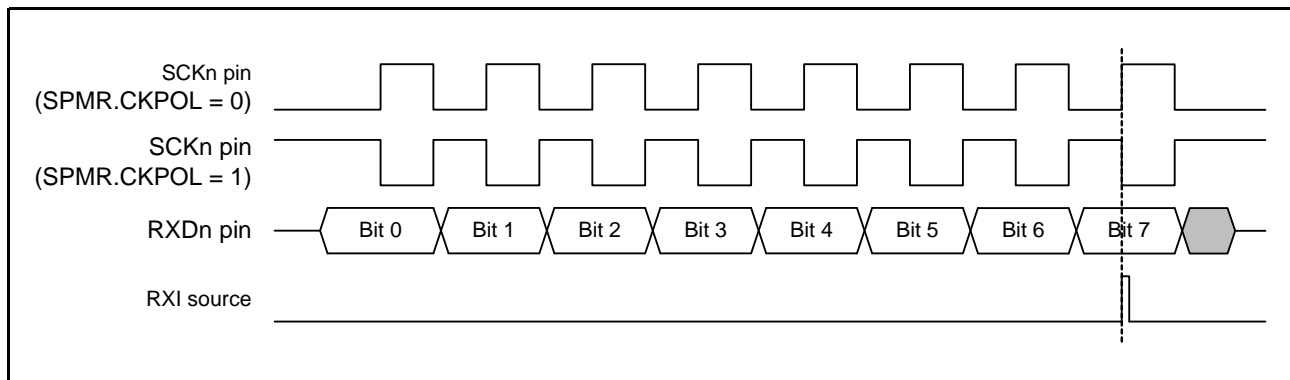 SCKn pin
(SPMR.CKPOL = 0)
SCKn pin
(SPMR.CKPOL = 1)
RXDn pin
Bit 0 Bit 1 Bit 2 Bit 3 Bit 4 Bit 5 Bit 6 Bit 7
RXI source